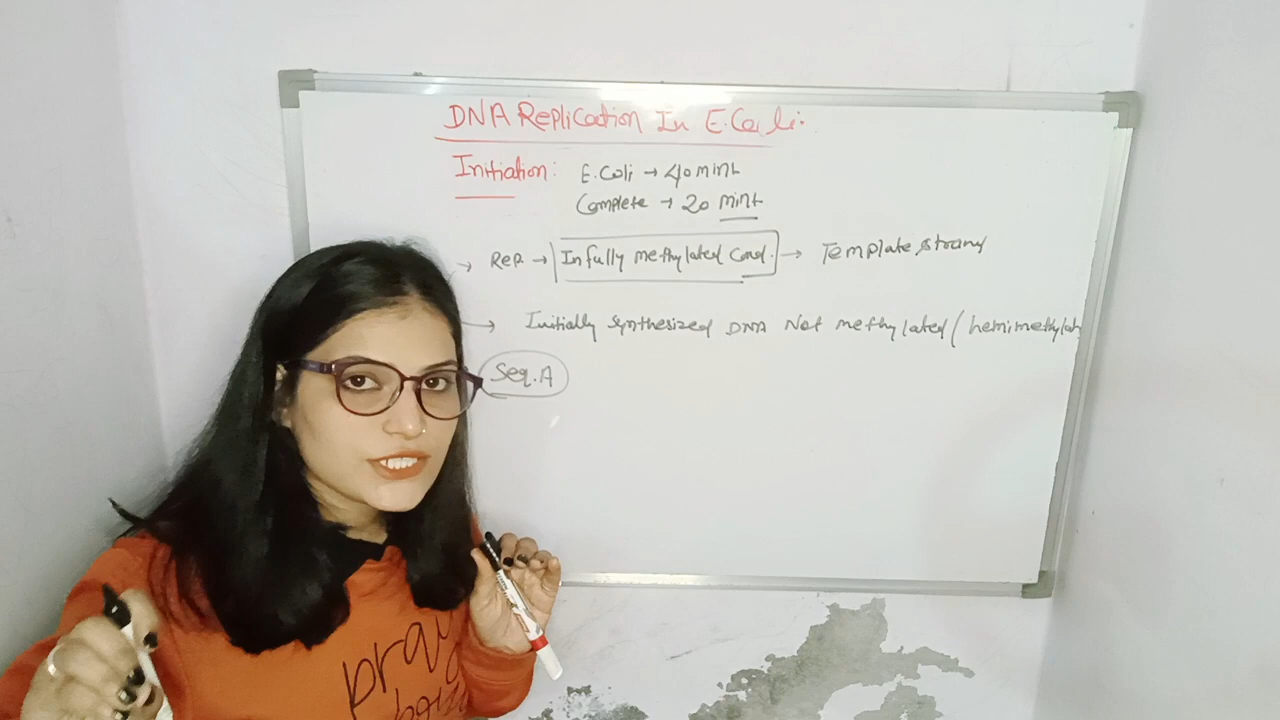 DNA Replication In E.Coli:
Initiation: E.Coli → 40 mint
Complete → 20 mint
→ Rep. → In fully methylated Cond. → Template strand
→ Initially synthesized DNA Not methylated (hemimethylat
Seq.A
pray